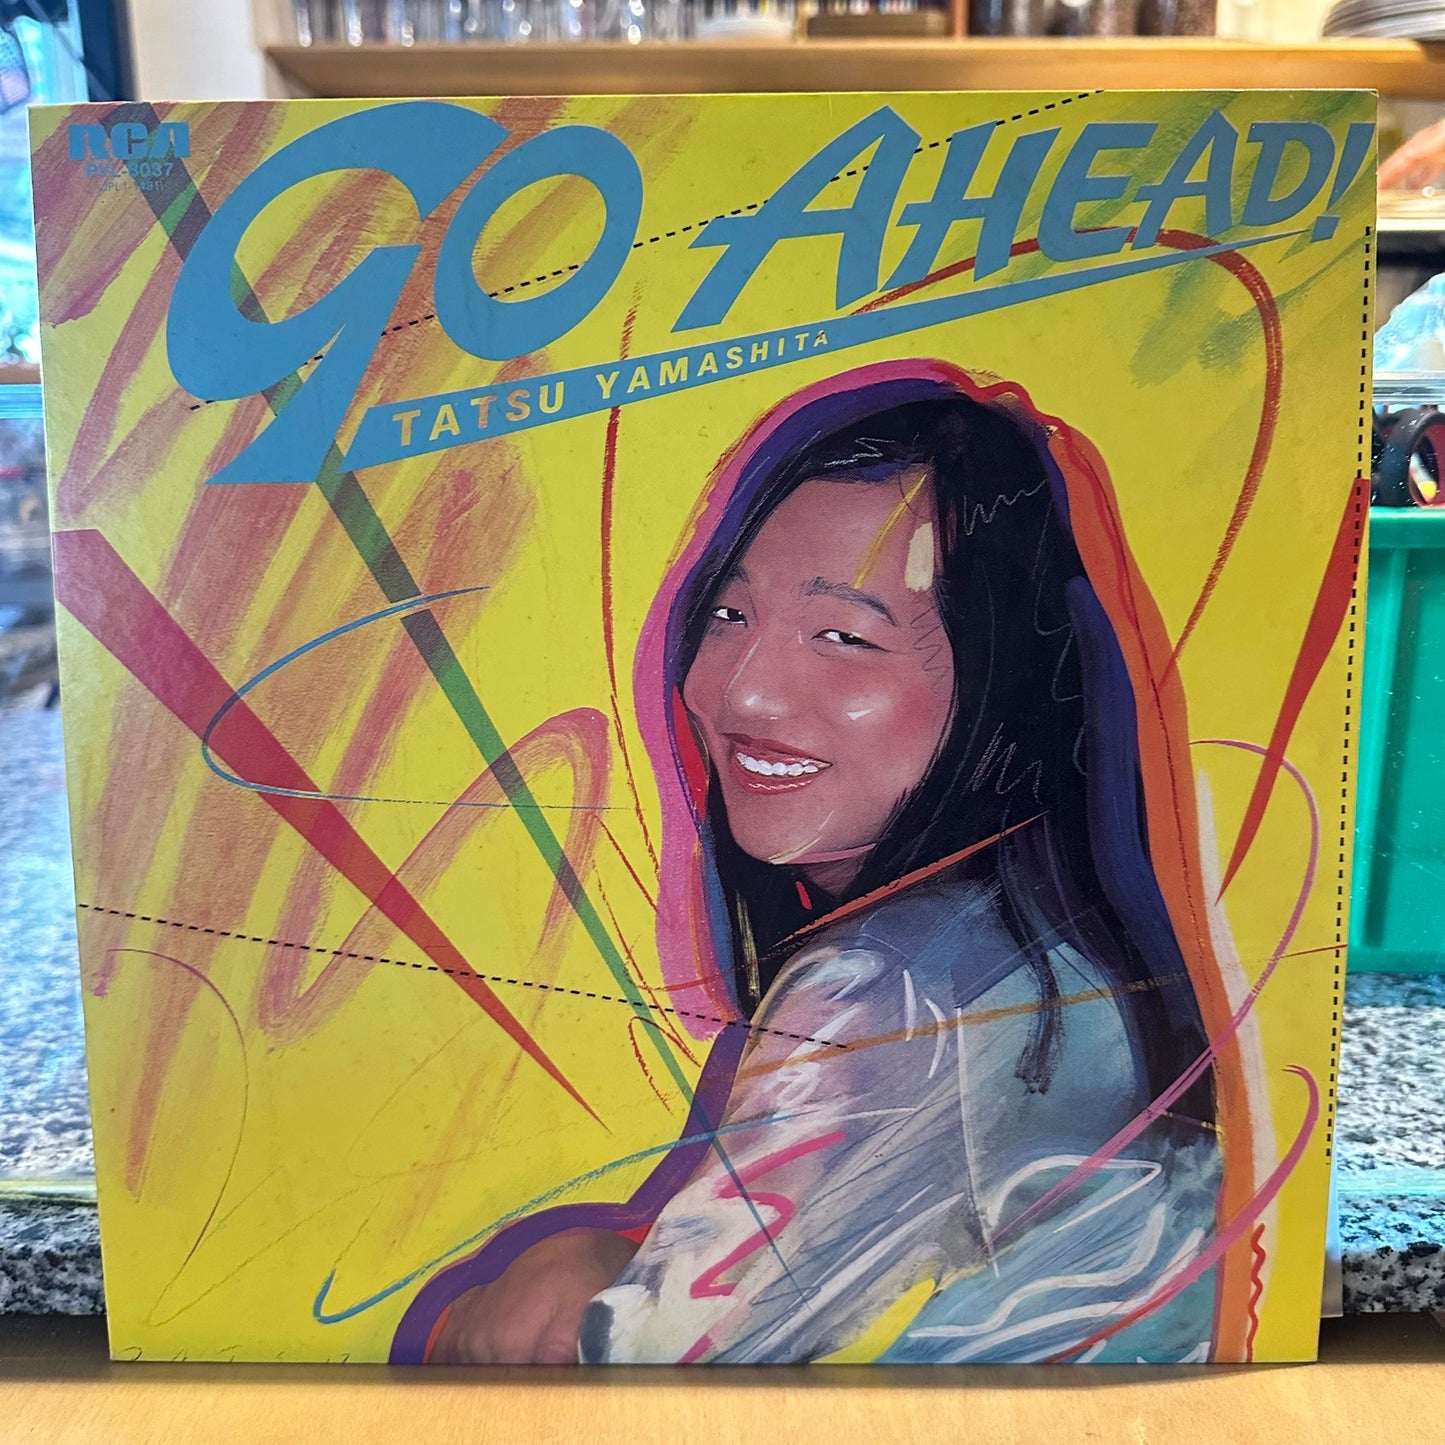 RCA
RVL-8037
GO AHEAD!
TATSU YAMASHITA